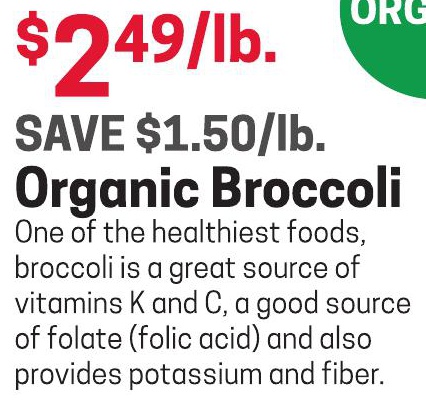 ORG
$2 49/lb.
SAVE $1.50/lb.
Organic Broccoli
One of the healthiest foods,
broccoli is a great source of
vitamins K and C, a good source
of folate (folic acid) and also
provides potassium and fiber.